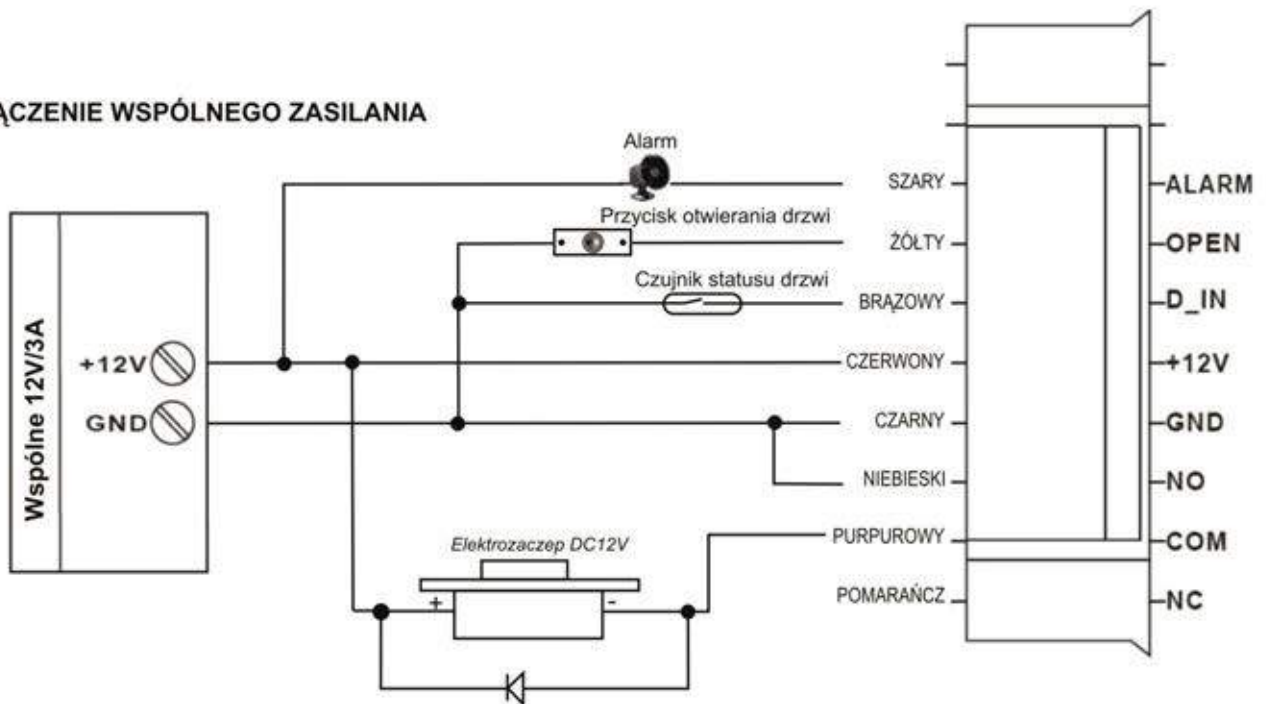 ĄCZENIE WSPÓLNEGO ZASILANIA
Alarm
SZARY
ALARM
Przycisk otwierania drzwi
ŻÓŁTY
OPEN
Czujnik statusu drzwi
BRĄZOWY
D_IN
Wspólne 12V/3A
+12V
CZERWONY
+12V
GND
CZARNY
GND
NIEBIESKI
NO
PURPUROWY
COM
Elektrozaczep DC12V
+
-
POMARAŃCZ
NC